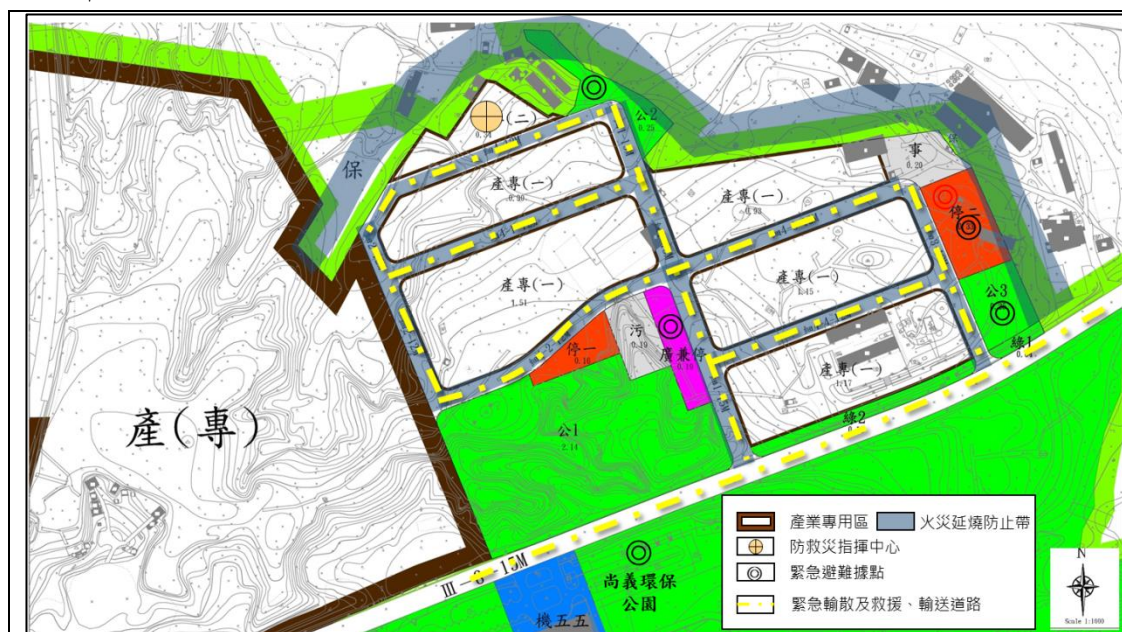 公2
0.25
(二)
保
產專(一)
產專(一)
0.93
事
0.20
停二
產專(一)
1.51
產專(一)
1.45
公3
污
0.19
停一
0.16
廣兼停
綠1
產專(一)
1.17
產(專)
公1
2.14
綠2
III-6-15M
尚義環保
公園
機五五
產業專用區
火災延燒防止帶
防救災指揮中心
緊急避難據點
緊急輸散及救援、輸送道路
N
Scale 1:1000